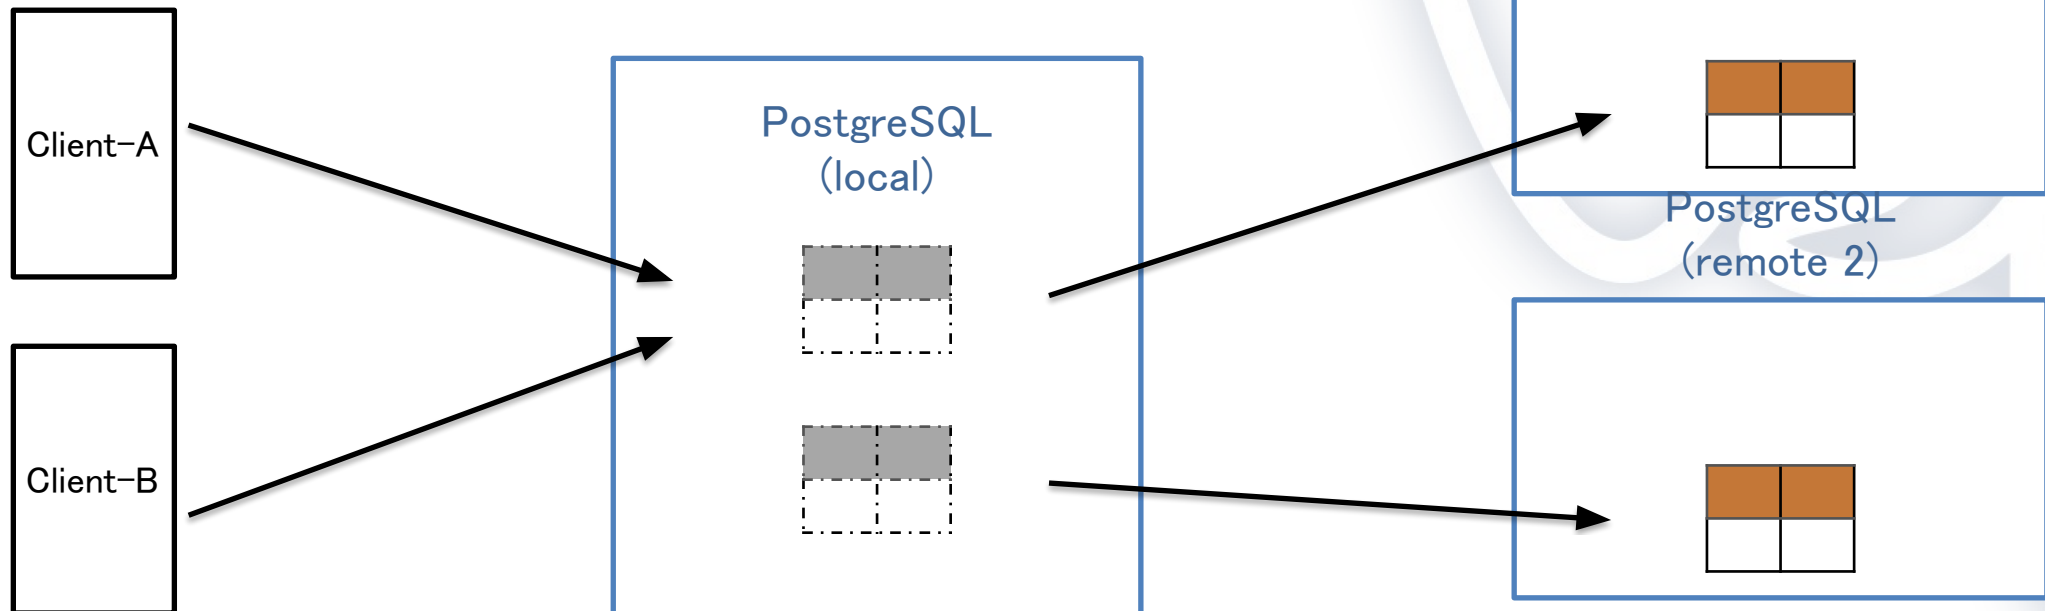 Client-A
PostgreSQL
(local)
PostgreSQL
(remote 2)
Client-B